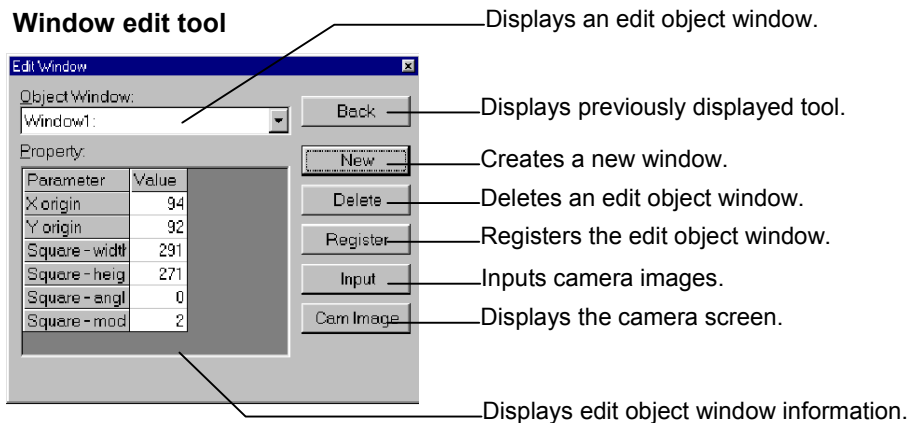 Window edit tool
Displays an edit object window.
Edit Window
Object Window:
Window1:
Back
Displays previously displayed tool.
Property:
New
Creates a new window.
Parameter Value
X origin 94
Delete
Deletes an edit object window.
Y origin 92
Square - widtl 291
Register
Registers the edit object window.
Square - heig 271
Input
Inputs camera images.
Square - angl 0
Square - mod 2
Cam Image
Displays the camera screen.
Displays edit object window information.